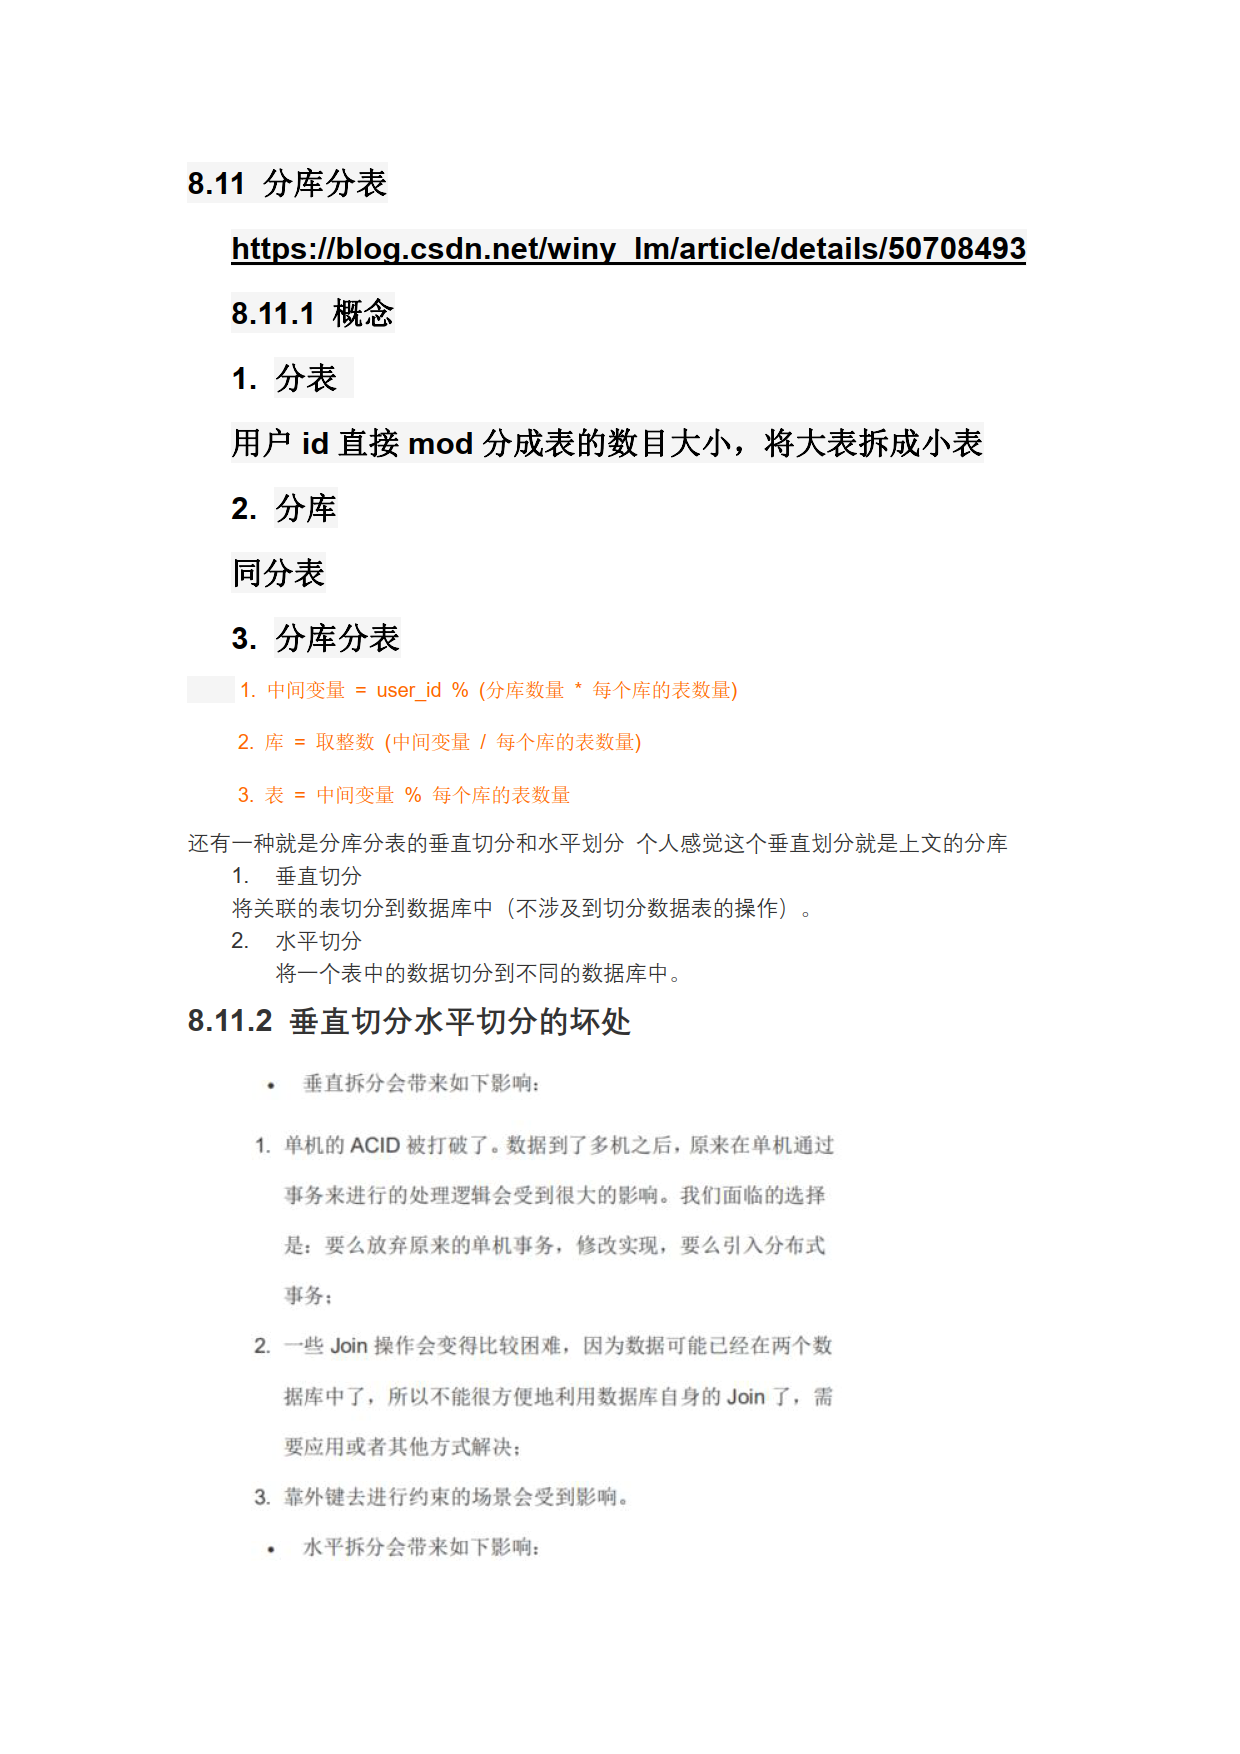 8.11 分库分表
https://blog.csdn.net/winy_lm/article/details/50708493
8.11.1 概念
1. 分表
用户 id 直接 mod 分成表的数目大小，将大表拆成小表
2. 分库
同分表
3. 分库分表
1. 中间变量 = user_id % (分库数量 * 每个库的表数量)
2. 库 = 取整数 (中间变量 / 每个库的表数量)
3. 表 = 中间变量 % 每个库的表数量
还有一种就是分库分表的垂直切分和水平划分 个人感觉这个垂直划分就是上文的分库
1. 垂直切分
将关联的表切分到数据库中（不涉及到切分数据表的操作）。
2. 水平切分
将一个表中的数据切分到不同的数据库中。
8.11.2 垂直切分水平切分的坏处
• 垂直拆分会带来如下影响：
1. 单机的 ACID 被打破了。数据到了多机之后，原来在单机通过
事务来进行的处理逻辑会受到很大的影响。我们面临的选择
是：要么放弃原来的单机事务，修改实现，要么引入分布式
事务；
2. 一些 Join 操作会变得比较困难，因为数据可能已经在两个数
据库中了，所以不能很方便地利用数据库自身的 Join 了，需
要应用或者其他方式解决；
3. 靠外键去进行约束的场景会受到影响。
• 水平拆分会带来如下影响：